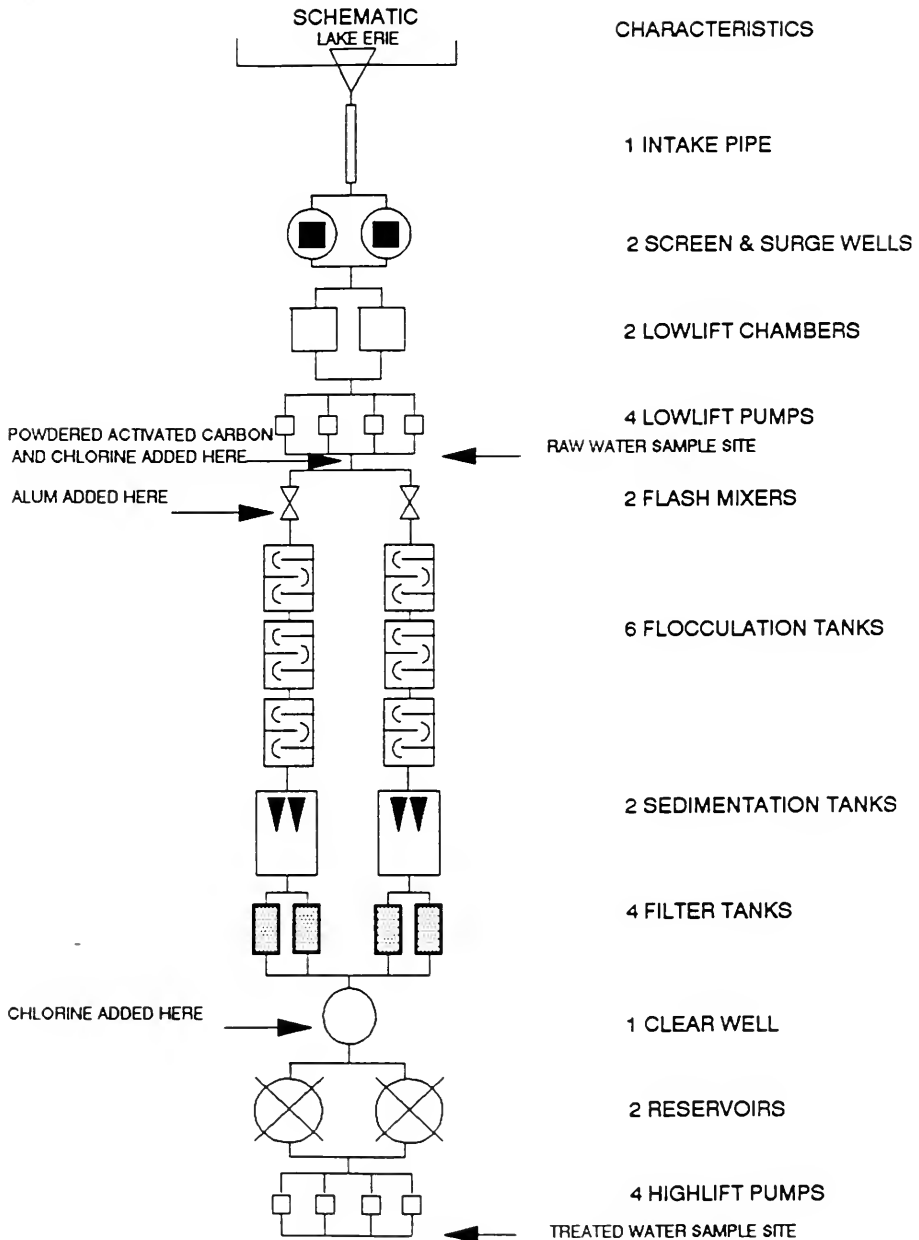 SCHEMATIC
LAKE ERIE
CHARACTERISTICS
1 INTAKE PIPE
2 SCREEN & SURGE WELLS
2 LOWLIFT CHAMBERS
4 LOWLIFT PUMPS
POWDERED ACTIVATED CARBON
AND CHLORINE ADDED HERE
RAW WATER SAMPLE SITE
ALUM ADDED HERE
2 FLASH MIXERS
6 FLOCCULATION TANKS
2 SEDIMENTATION TANKS
4 FILTER TANKS
CHLORINE ADDED HERE
1 CLEAR WELL
2 RESERVOIRS
4 HIGHLIFT PUMPS
TREATED WATER SAMPLE SITE